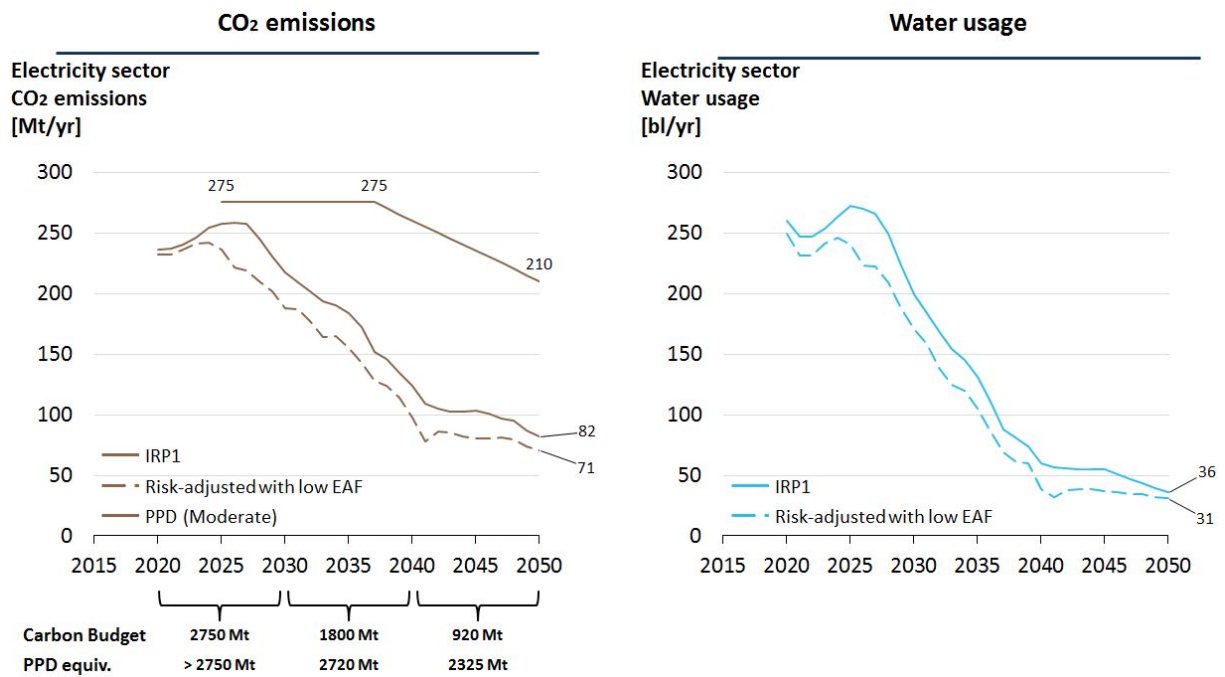 CO₂ emissions
Electricity sector
CO₂ emissions
[Mt/yr]
300
250
200
150
100
50
0
275
275
210
82
71
IRP1
Risk-adjusted with low EAF
PPD (Moderate)
2015 2020 2025 2030 2035 2040 2045 2050
Carbon Budget 2750 Mt 1800 Mt 920 Mt
PPD equiv. > 2750 Mt 2720 Mt 2325 Mt
Water usage
Electricity sector
Water usage
[bl/yr]
300
250
200
150
100
50
0
36
31
IRP1
Risk-adjusted with low EAF
2015 2020 2025 2030 2035 2040 2045 2050